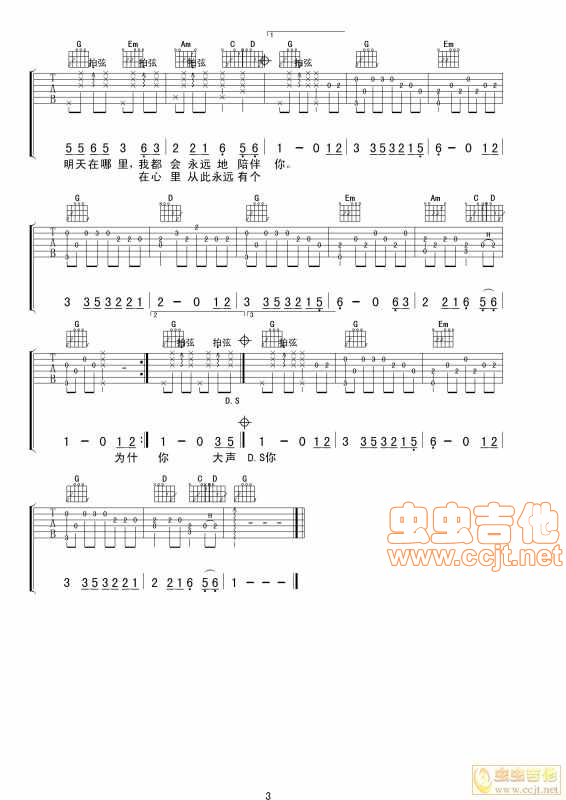 1
G Em Am C D G G Em
拍弦 拍弦 拍弦
T A B
5 5 6 5 3 6 3 | 2 2 1 6 5 6 | 1 - 0 1 2 | 3 3 5 3 2 1 5 | 6 - 0 1 2
明天在哪 里,我都 会 永远 地 陪伴 你。
在心 里 从此永远 有个
G D G Em Am C D
T A B
H
3 3 5 3 2 2 1 | 2 - 0 1 2 | 3 3 5 3 2 1 5 | 6 - 0 6 3 | 2 2 1 6 5 6
2 3
G G G G Em
拍弦 拍弦
T A B
D.S
1 - 0 1 2 :| 1 - 0 3 5 | 1 - 0 1 2 | 3 3 5 3 2 1 5 | 6 - 0 1 2
为什 你 大声 D.S你
G D C D G
T A B
H
3 3 5 3 2 2 1 | 2 2 1 6 5 6 | 1 - - -
虫虫吉他
www.ccjt.net
虫虫吉他
www.ccjt.net
3